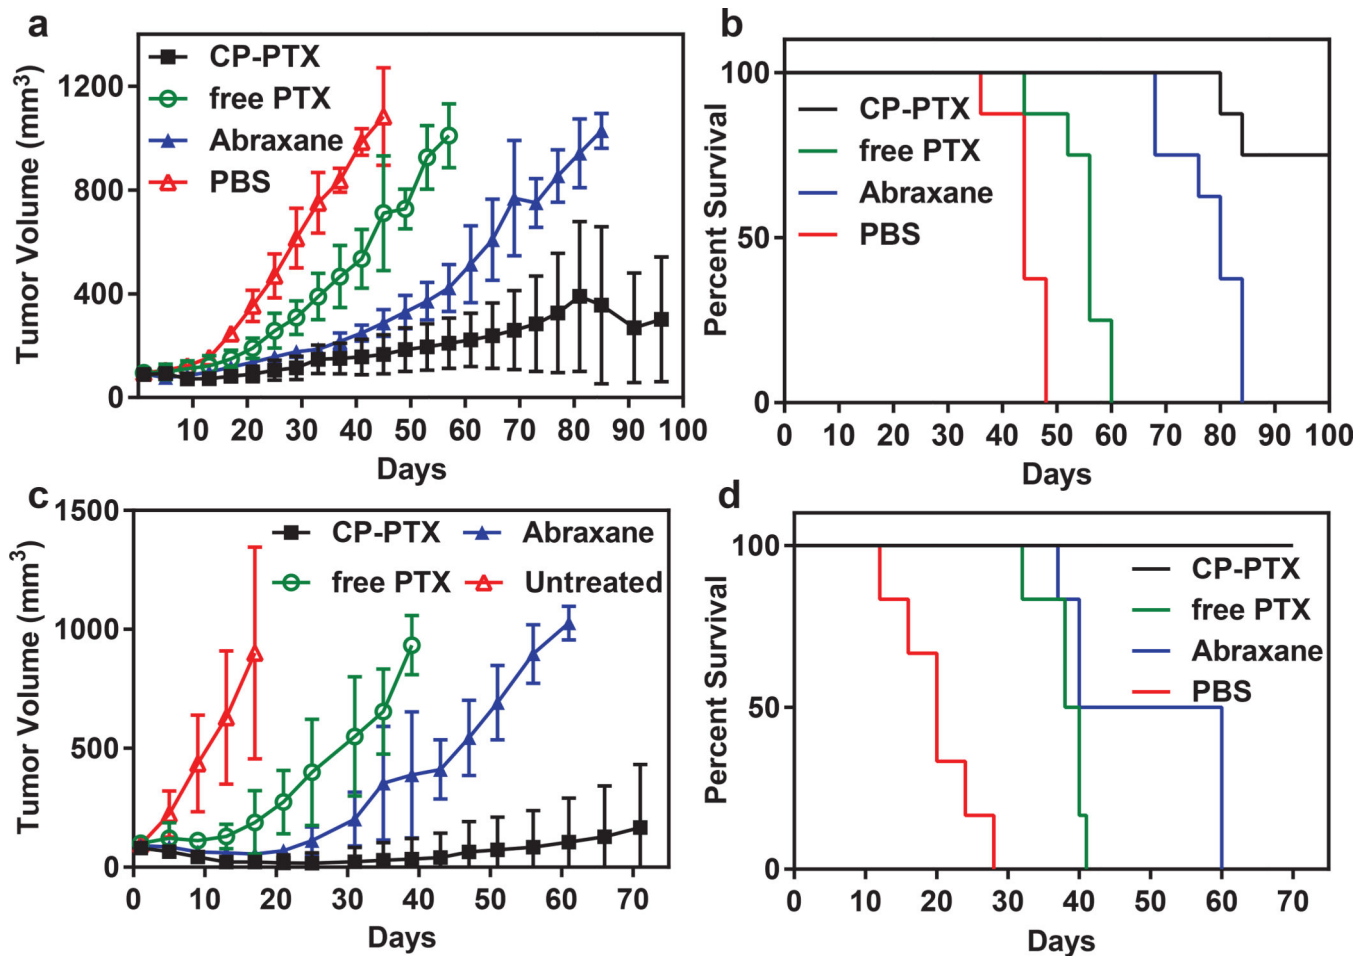 a
CP-PTX
free PTX
Abraxane
PBS
Tumor Volume (mm³)
1200
800
400
0
10 20 30 40 50 60 70 80 90 100
Days
b
CP-PTX
free PTX
Abraxane
PBS
Percent Survival
100
50
0
0 10 20 30 40 50 60 70 80 90 100
Days
c
CP-PTX Abraxane
free PTX Untreated
Tumor Volume (mm³)
1500
1000
500
0
0 10 20 30 40 50 60 70
Days
d
CP-PTX
free PTX
Abraxane
PBS
Percent Survival
100
50
0
0 10 20 30 40 50 60 70
Days